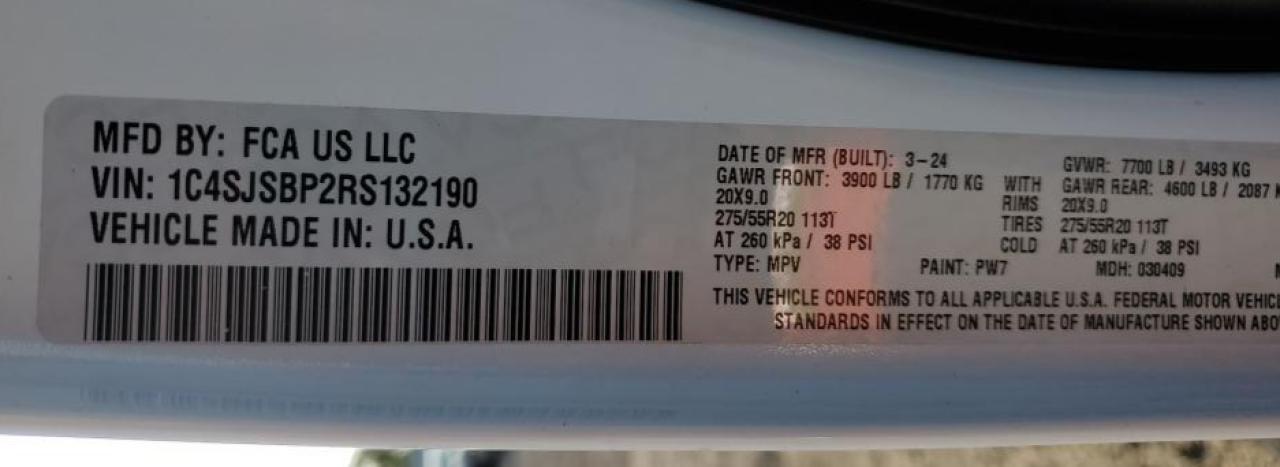 MFD BY: FCA US LLC
VIN: 1C4SJSBP2RS132190
VEHICLE MADE IN: U.S.A.
DATE OF MFR (BUILT): 3-24 GVWR: 7700 LB / 3493 KG
GAWR FRONT: 3900 LB / 1770 KG WITH GAWR REAR: 4600 LB / 2087 K
20X9.0 RIMS 20X9.0
275/55R20 113T TIRES 275/55R20 113T
AT 260 kPa / 38 PSI COLD AT 260 kPa / 38 PSI
TYPE: MPV PAINT: PW7 MDH: 030409
THIS VEHICLE CONFORMS TO ALL APPLICABLE U.S.A. FEDERAL MOTOR VEHIC
STANDARDS IN EFFECT ON THE DATE OF MANUFACTURE SHOWN ABO